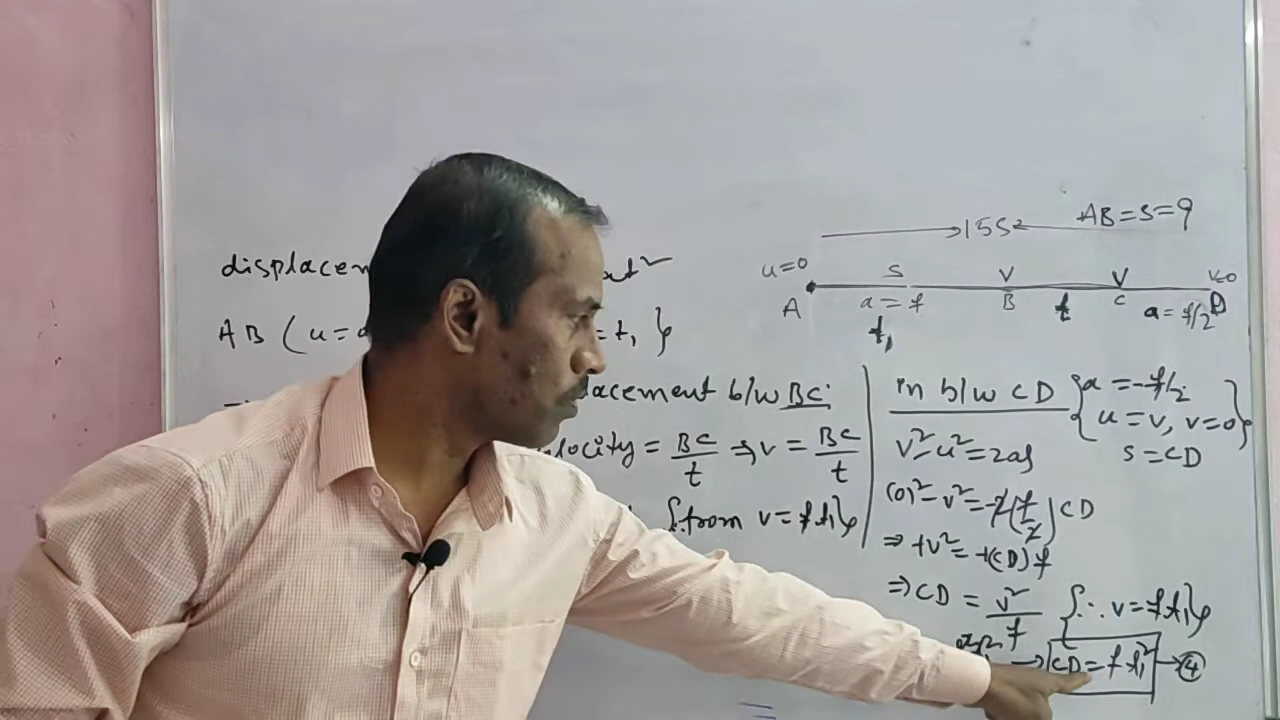 AB = S = 9
15S
u=0 S V V V=0
A a = f B t C a = f/2 D
t₁
displacem ut²
AB (u= = t₁ }
lacement b/w BC:
locity = BC/t ⇒ v = BC/t
{from v = ft₁}
in b/w CD { a = -f/2
u = v, v=0 }
S = CD
v²-u² = 2as
(0)² - v² = -2(f/2) CD
⇒ +v² = +(CD) f
⇒ CD = v²/f {∵ v = ft₁}
→ CD = f t₁² → ④